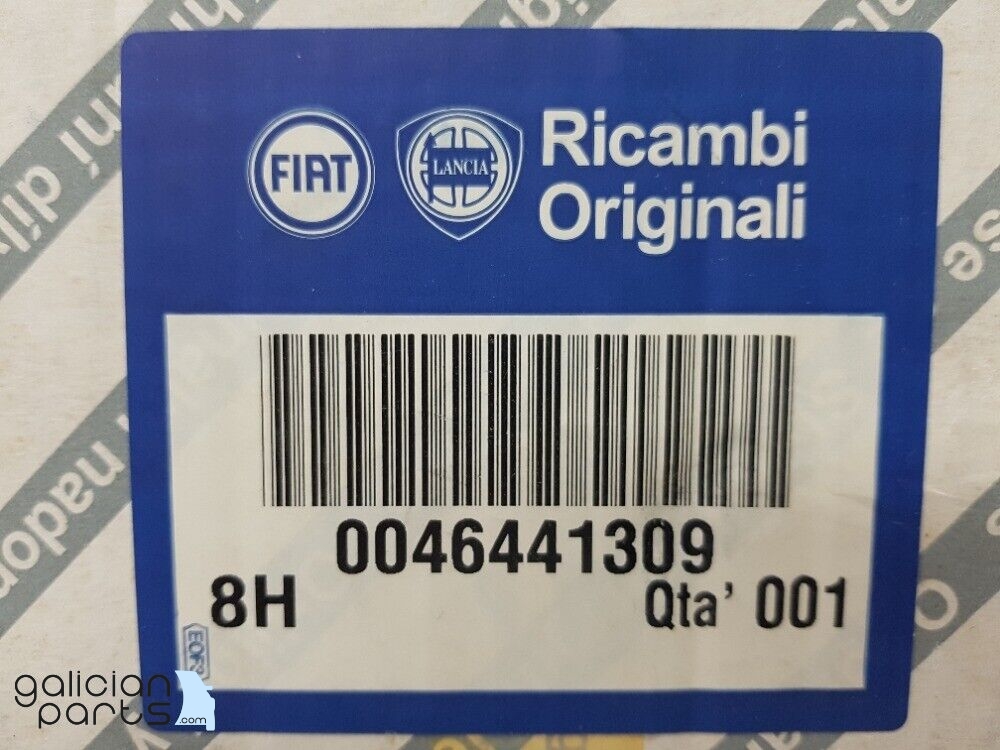 FIAT
LANCIA
Ricambi
Originali
0046441309
8H
Qta' 001
galician
parts.com